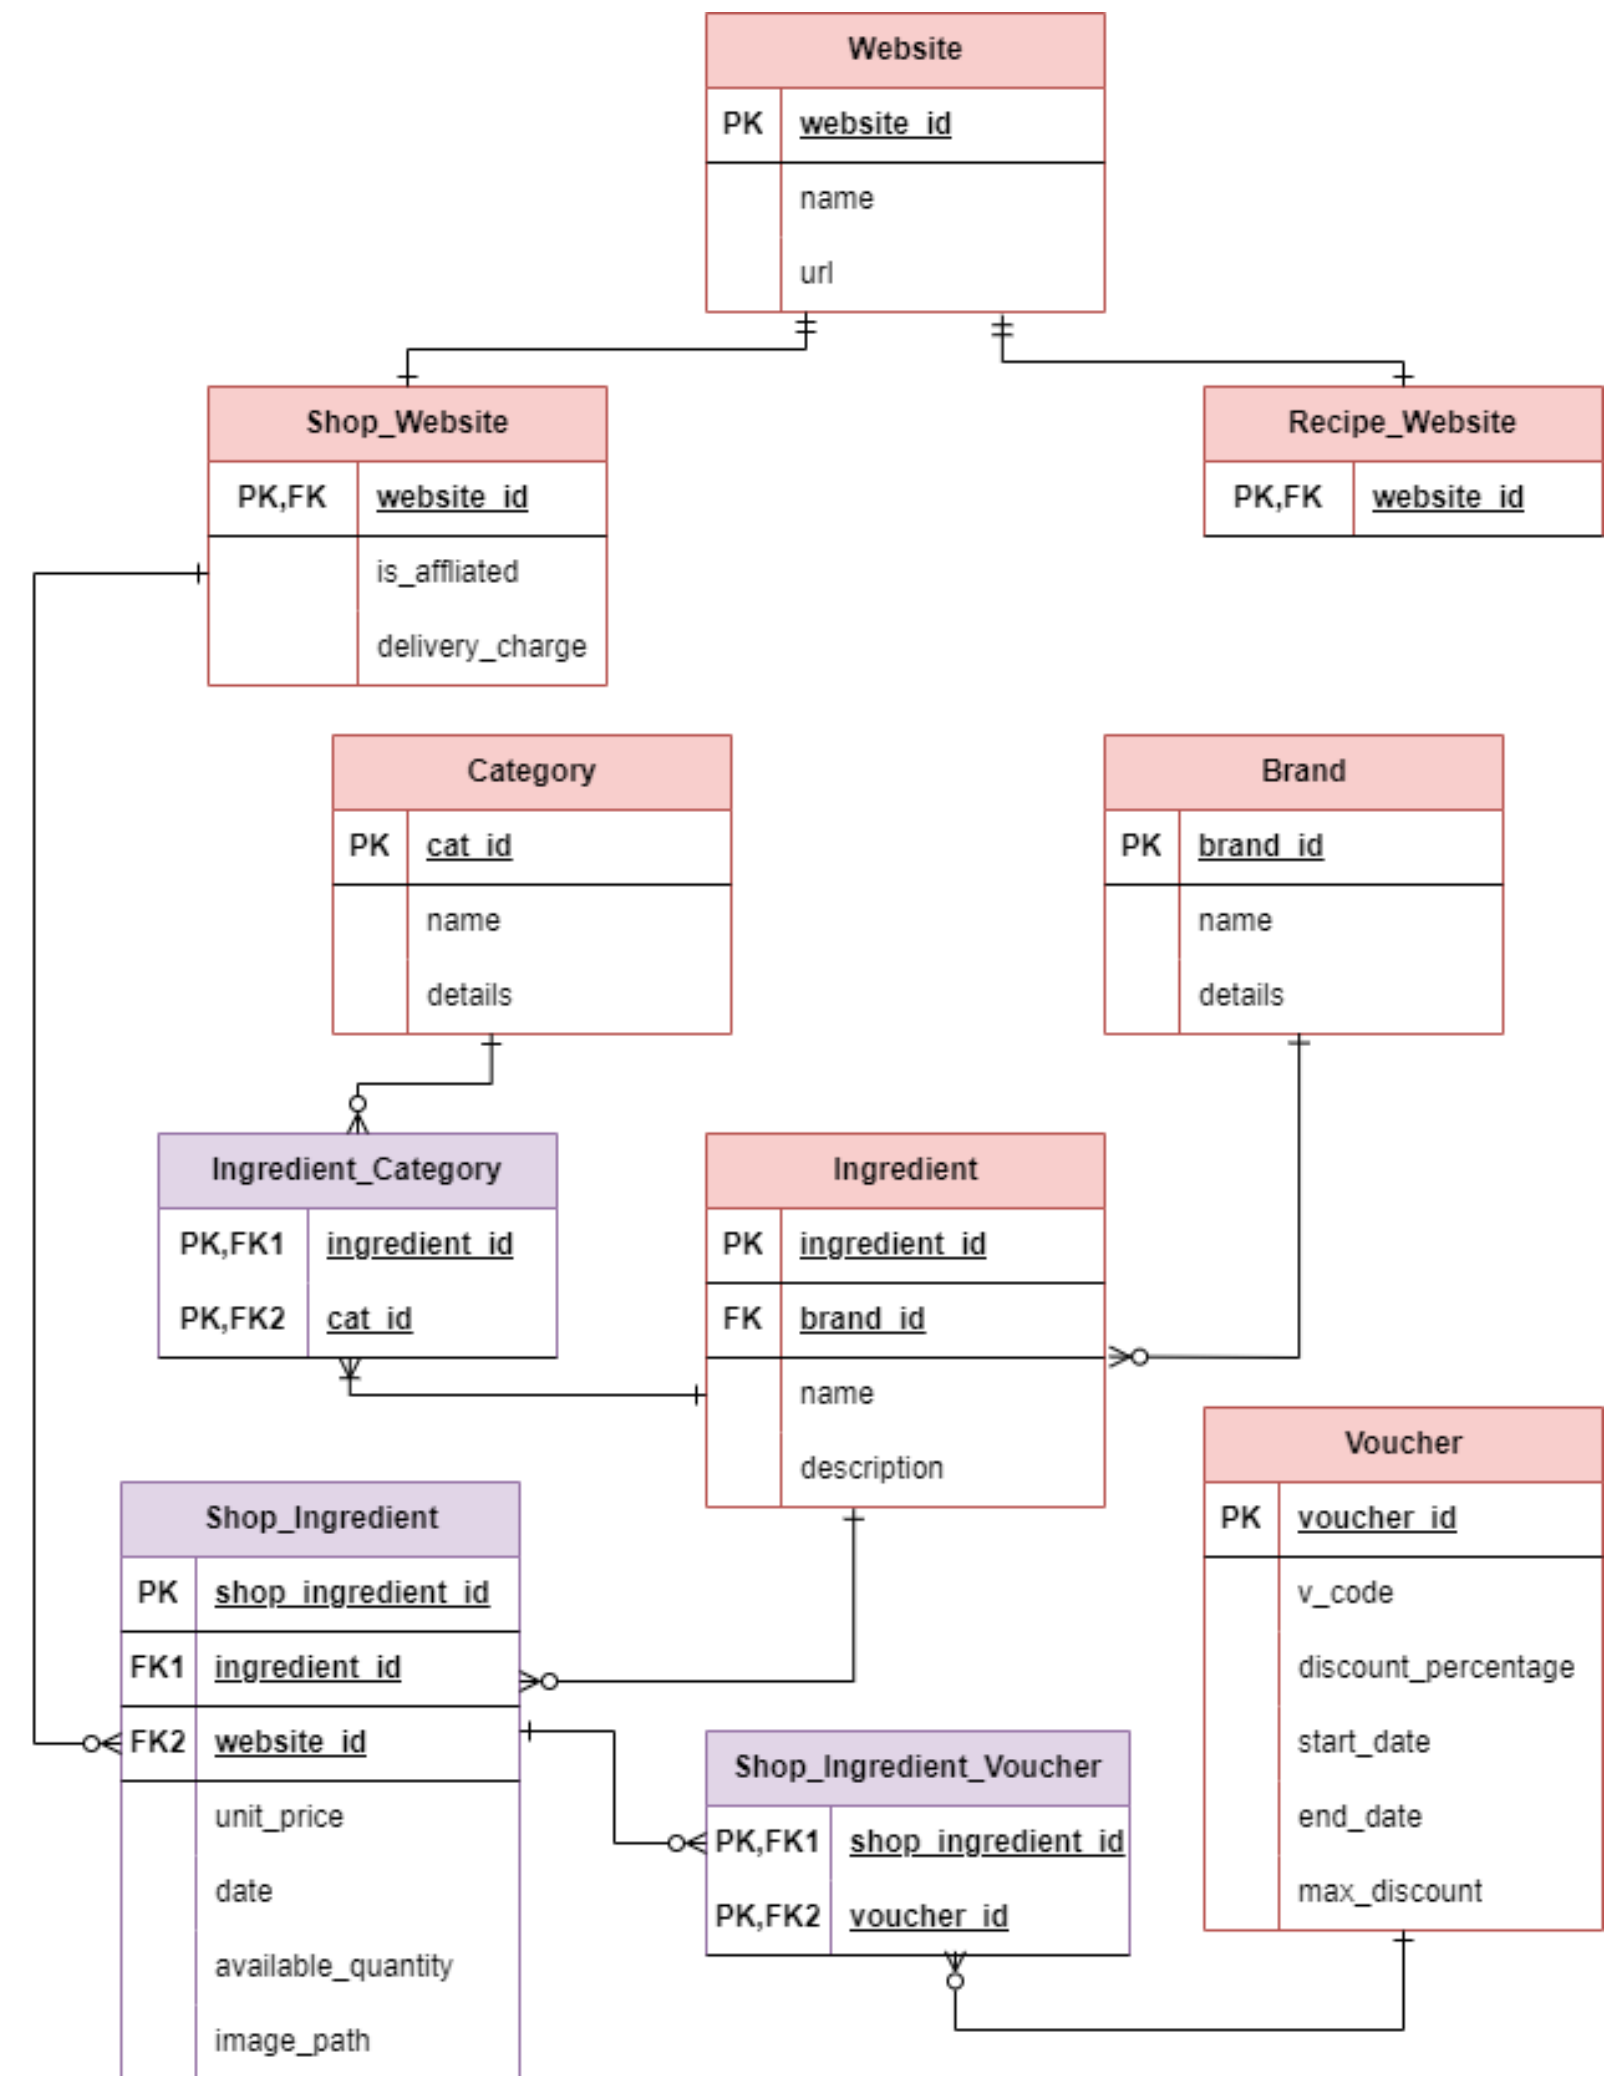 Website
PK website_id
name
url
Shop_Website
PK,FK website_id
is_affliated
delivery_charge
Recipe_Website
PK,FK website_id
Category
PK cat_id
name
details
Brand
PK brand_id
name
details
Ingredient_Category
PK,FK1 ingredient_id
PK,FK2 cat_id
Ingredient
PK ingredient_id
FK brand_id
name
description
Voucher
PK voucher_id
v_code
discount_percentage
start_date
end_date
max_discount
Shop_Ingredient
PK shop_ingredient_id
FK1 ingredient_id
FK2 website_id
unit_price
date
available_quantity
image_path
Shop_Ingredient_Voucher
PK,FK1 shop_ingredient_id
PK,FK2 voucher_id